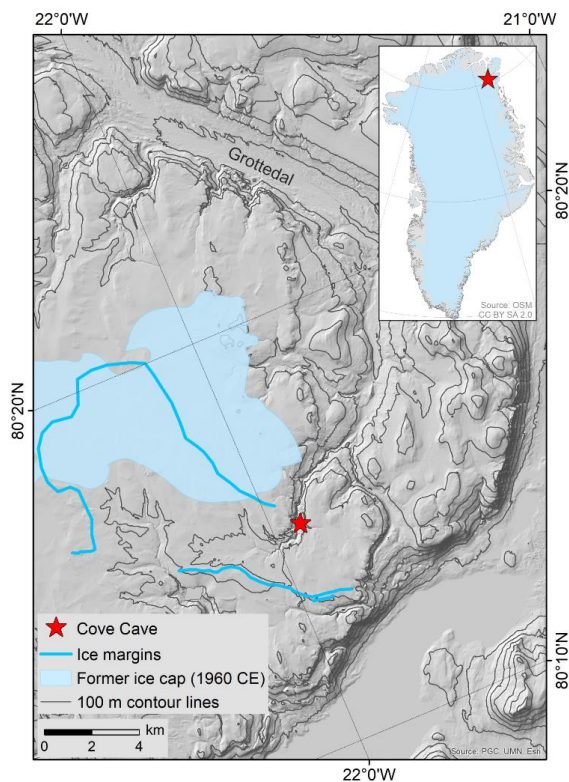 22°0'W
21°0'W
Grottedal
80°20'N
Source: OSM
CC BY SA 2.0
80°20'N
Cove Cave
Ice margins
Former ice cap (1960 CE)
100 m contour lines
0 2 4 km
80°10'N
Source: PGC, UMN, Esri
22°0'W